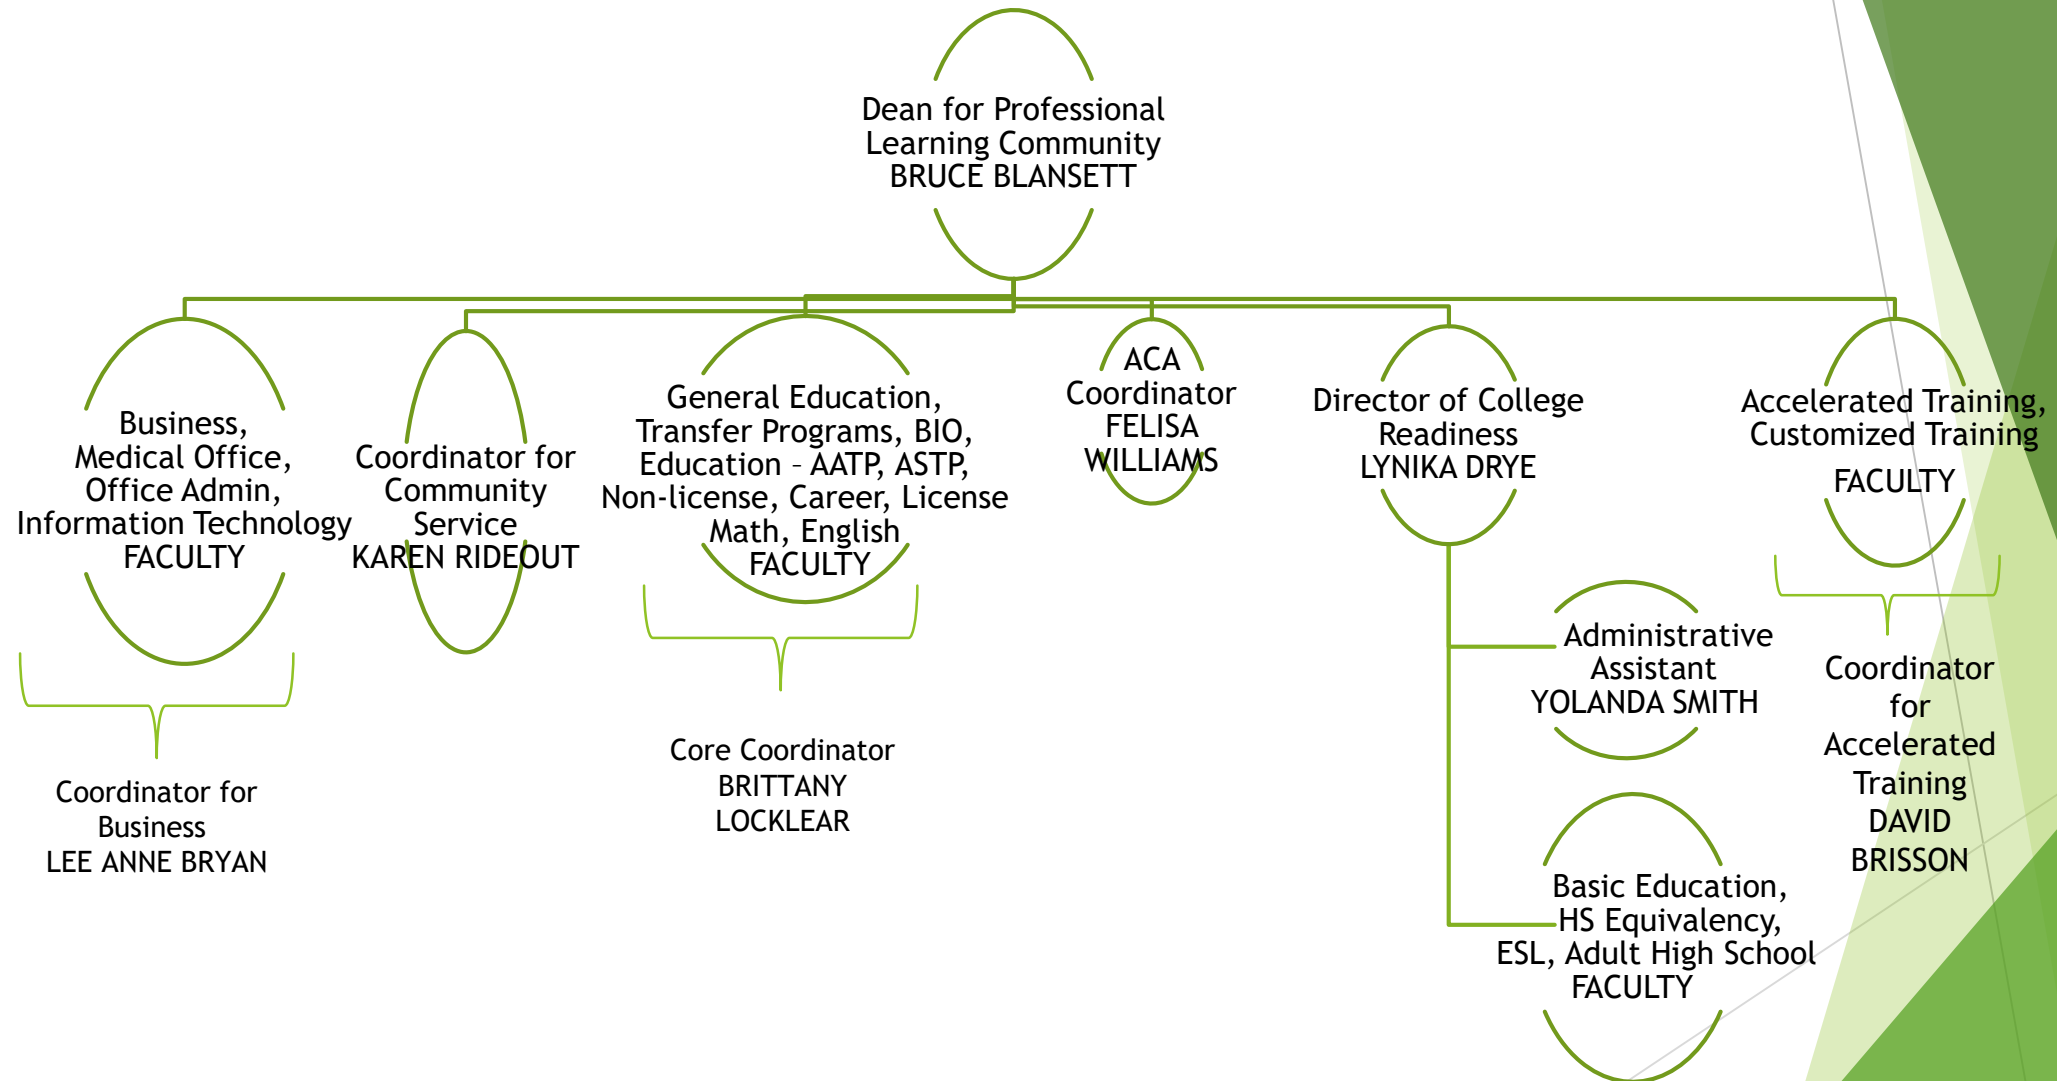 Dean for Professional
Learning Community
BRUCE BLANSETT
Business,
Medical Office,
Office Admin,
Information Technology
FACULTY
Coordinator for
Community
Service
KAREN RIDEOUT
General Education,
Transfer Programs, BIO,
Education – AATP, ASTP,
Non-license, Career, License
Math, English
FACULTY
ACA
Coordinator
FELISA
WILLIAMS
Director of College
Readiness
LYNIKA DRYE
Accelerated Training,
Customized Training
FACULTY
Administrative
Assistant
YOLANDA SMITH
Basic Education,
HS Equivalency,
ESL, Adult High School
FACULTY
Coordinator for
Business
LEE ANNE BRYAN
Core Coordinator
BRITTANY
LOCKLEAR
Coordinator
for
Accelerated
Training
DAVID
BRISSON